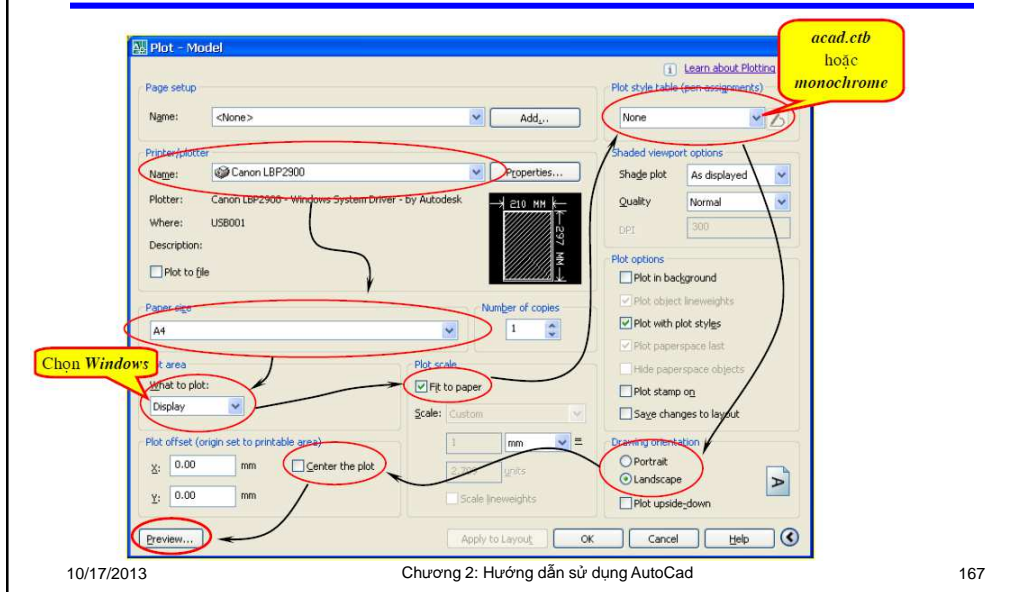 Plot - Model
acad.ctb
hoặc
monochrome
Learn about Plotting
Page setup
Name:
<None>
Add...
Plot style table (pen assignments)
None
Printer/plotter
Name:
Canon LBP2900
Properties...
Plotter:
Canon LBP2900 - Windows System Driver - by Autodesk
Where:
USB001
Description:
Plot to file
210 MM
297 MM
Shaded viewport options
Shade plot
As displayed
Quality
Normal
DPI
300
Plot options
Plot in background
Plot object lineweights
Plot with plot styles
Plot paperspace last
Hide paperspace objects
Plot stamp on
Save changes to layout
Paper size
A4
Number of copies
1
Chọn Windows
area
What to plot:
Display
Plot scale
Fit to paper
Scale:
Custom
1
mm
=
units
Scale lineweights
Plot offset (origin set to printable area)
X:
0.00
mm
Center the plot
Y:
0.00
mm
Drawing orientation
Portrait
Landscape
Plot upside-down
A
Preview...
Apply to Layout
OK
Cancel
Help
10/17/2013
Chương 2: Hướng dẫn sử dụng AutoCad
167